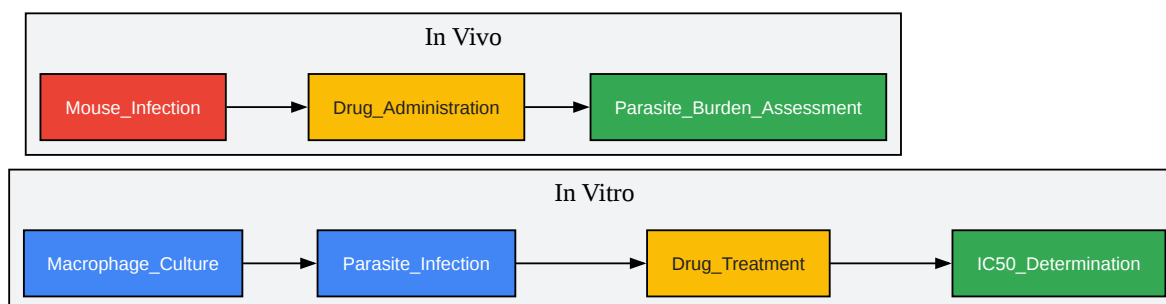 In Vivo
Mouse_Infection
Drug_Administration
Parasite_Burden_Assessment
In Vitro
Macrophage_Culture
Parasite_Infection
Drug_Treatment
IC50_Determination